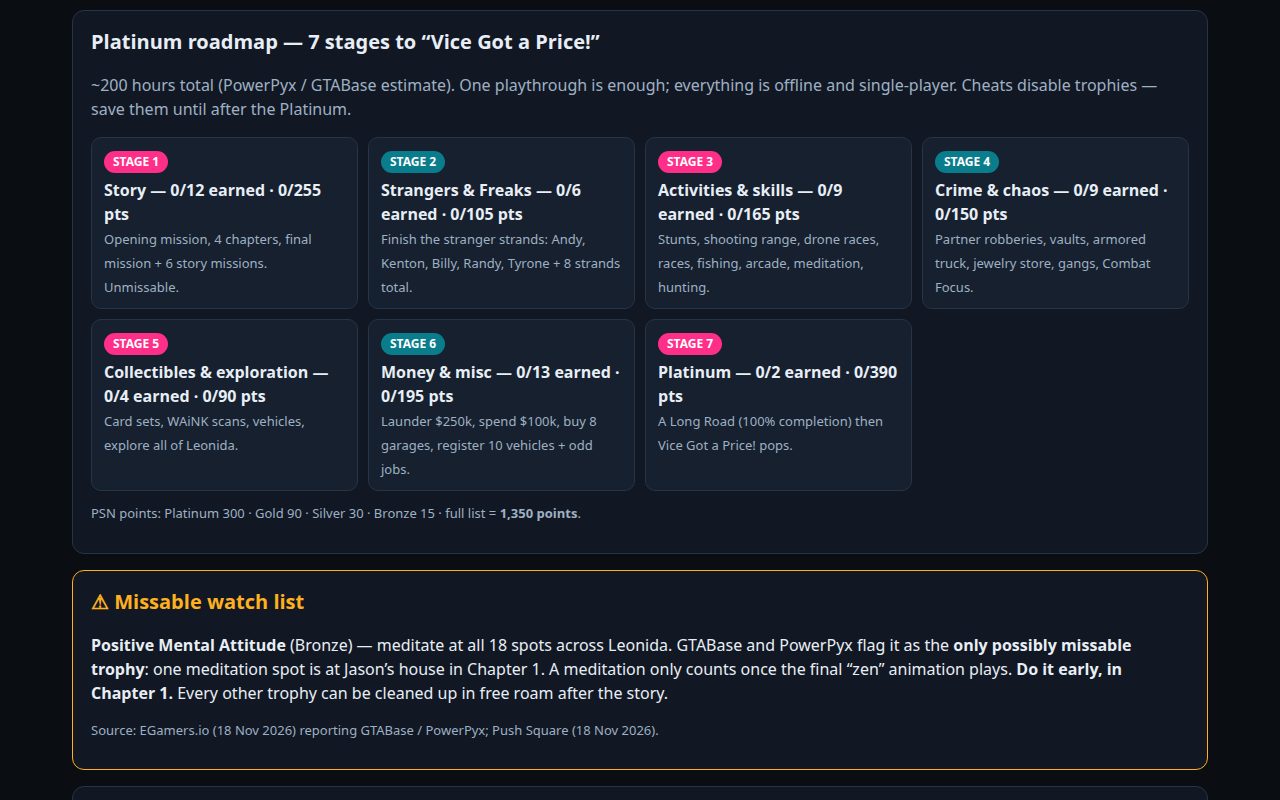 Platinum roadmap — 7 stages to “Vice Got a Price!”
~200 hours total (PowerPyx / GTABase estimate). One playthrough is enough; everything is offline and single-player. Cheats disable trophies —
save them until after the Platinum.
STAGE 1
Story — 0/12 earned · 0/255
pts
Opening mission, 4 chapters, final
mission + 6 story missions.
Unmissable.
STAGE 2
Strangers & Freaks — 0/6
earned · 0/105 pts
Finish the stranger strands: Andy,
Kenton, Billy, Randy, Tyrone + 8 strands
total.
STAGE 3
Activities & skills — 0/9
earned · 0/165 pts
Stunts, shooting range, drone races,
races, fishing, arcade, meditation,
hunting.
STAGE 4
Crime & chaos — 0/9 earned ·
0/150 pts
Partner robberies, vaults, armored
truck, jewelry store, gangs, Combat
Focus.
STAGE 5
Collectibles & exploration —
0/4 earned · 0/90 pts
Card sets, WAiNK scans, vehicles,
explore all of Leonida.
STAGE 6
Money & misc — 0/13 earned ·
0/195 pts
Launder $250k, spend $100k, buy 8
garages, register 10 vehicles + odd
jobs.
STAGE 7
Platinum — 0/2 earned · 0/390
pts
A Long Road (100% completion) then
Vice Got a Price! pops.
PSN points: Platinum 300 · Gold 90 · Silver 30 · Bronze 15 · full list = 1,350 points.
⚠ Missable watch list
Positive Mental Attitude (Bronze) — meditate at all 18 spots across Leonida. GTABase and PowerPyx flag it as the only possibly missable
trophy: one meditation spot is at Jason’s house in Chapter 1. A meditation only counts once the final “zen” animation plays. Do it early, in
Chapter 1. Every other trophy can be cleaned up in free roam after the story.
Source: EGamers.io (18 Nov 2026) reporting GTABase / PowerPyx; Push Square (18 Nov 2026).